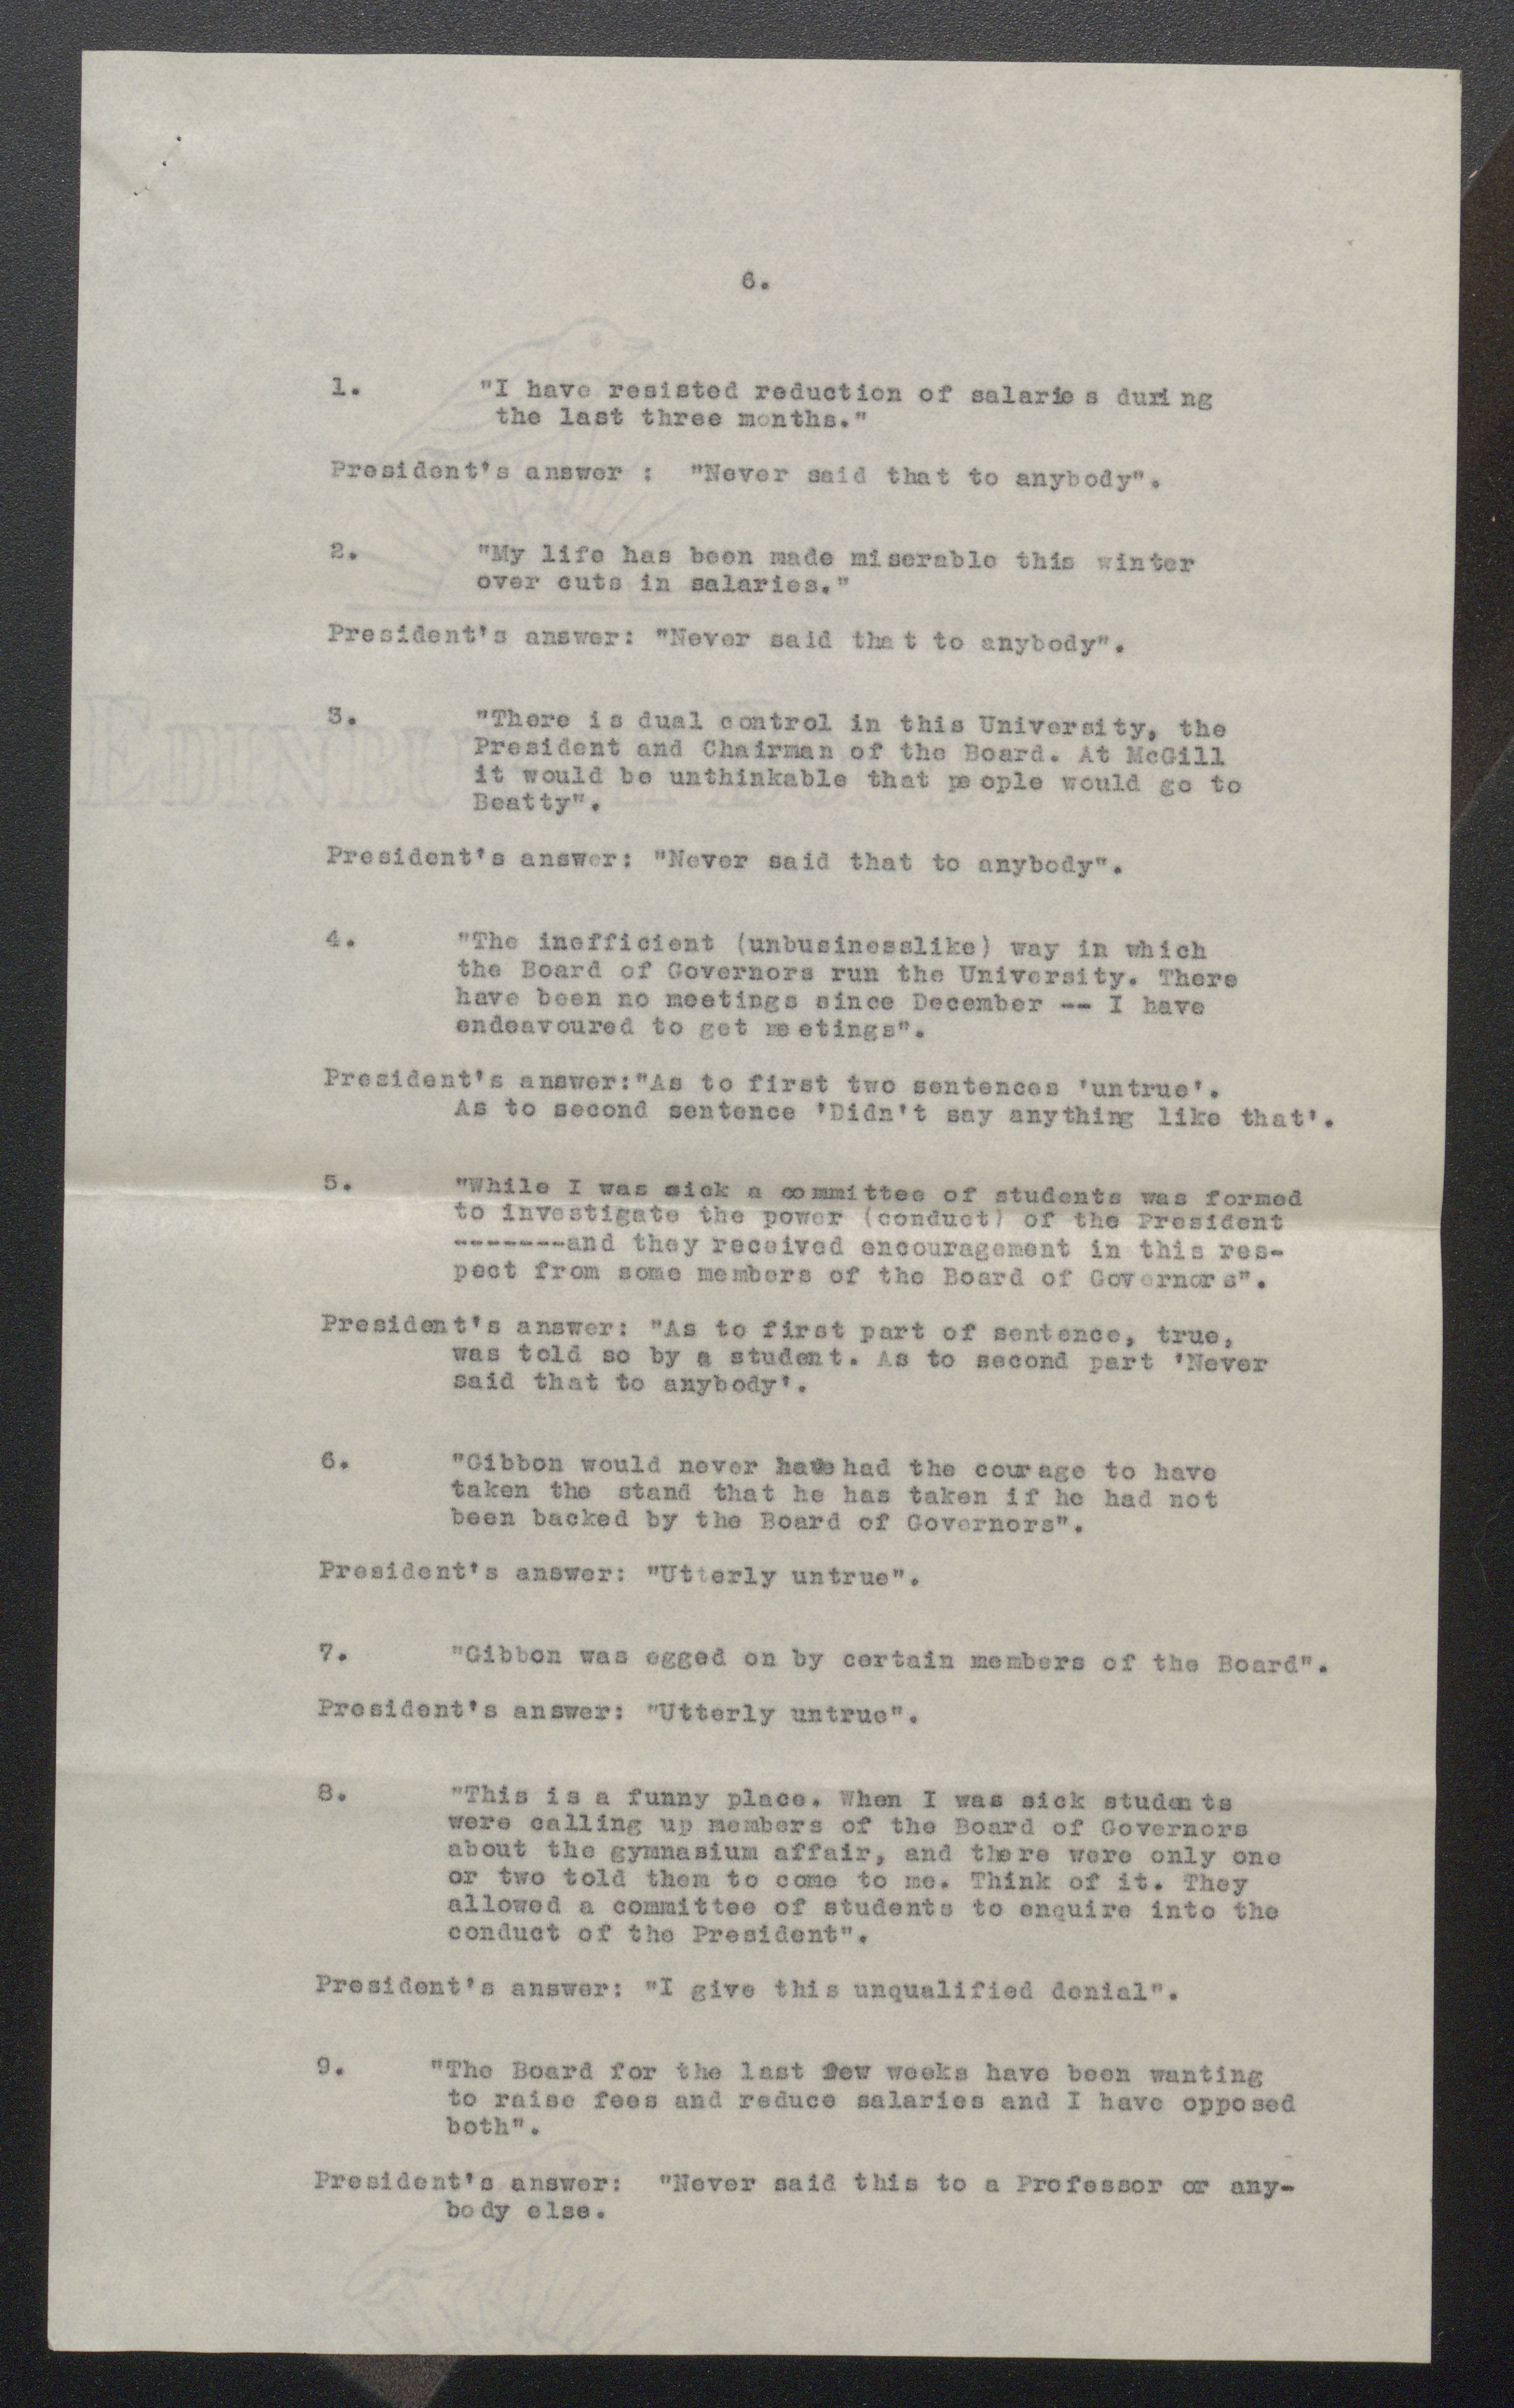 6.
1. "I have resisted reduction of salaries during
the last three months."
President's answer : "Never said that to anybody".
2. "My life has been made miserable this winter
over cuts in salaries."
President's answer: "Never said that to anybody".
3. "There is dual control in this University, the
President and Chairman of the Board. At McGill
it would be unthinkable that people would go to
Beatty".
President's answer: "Never said that to anybody".
4. "The inefficient (unbusinesslike) way in which
the Board of Governors run the University. There
have been no meetings since December -- I have
endeavoured to get meetings".
President's answer:"As to first two sentences 'untrue'.
As to second sentence 'Didn't say anything like that'.
5. "While I was sick a committee of students was formed
to investigate the power (conduct) of the President
-------and they received encouragement in this res-
pect from some members of the Board of Governors".
President's answer: "As to first part of sentence, true,
was told so by a student. As to second part 'Never
said that to anybody'.
6. "Gibbon would never have had the courage to have
taken the stand that he has taken if he had not
been backed by the Board of Governors".
President's answer: "Utterly untrue".
7. "Gibbon was egged on by certain members of the Board".
President's answer: "Utterly untrue".
8. "This is a funny place. When I was sick students
were calling up members of the Board of Governors
about the gymnasium affair, and there were only one
or two told them to come to me. Think of it. They
allowed a committee of students to enquire into the
conduct of the President".
President's answer: "I give this unqualified denial".
9. "The Board for the last few weeks have been wanting
to raise fees and reduce salaries and I have opposed
both".
President's answer: "Never said this to a Professor or any-
body else.